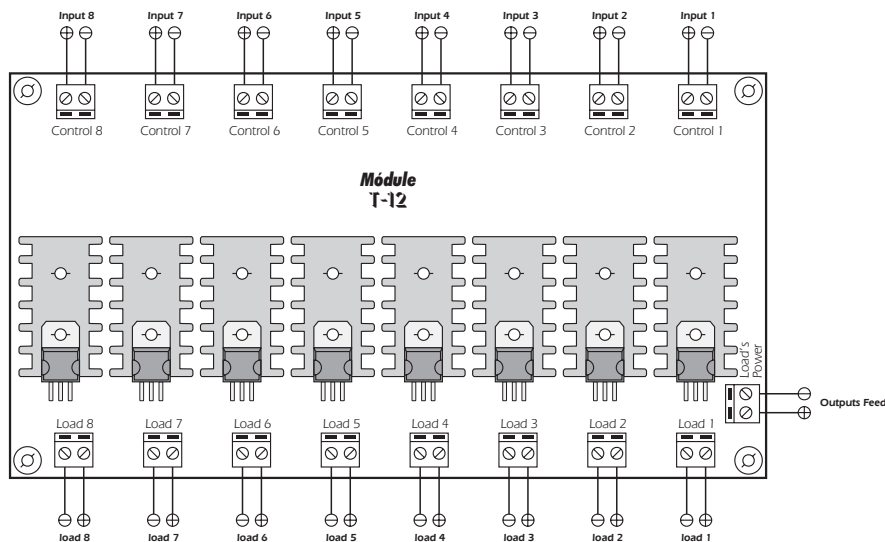 Input 8 Input 7 Input 6 Input 5 Input 4 Input 3 Input 2 Input 1
Control 8 Control 7 Control 6 Control 5 Control 4 Control 3 Control 2 Control 1
Módule
T-12
Load's
Power
Outputs Feed
Load 8 Load 7 Load 6 Load 5 Load 4 Load 3 Load 2 Load 1
load 8 load 7 load 6 load 5 load 4 load 3 load 2 load 1